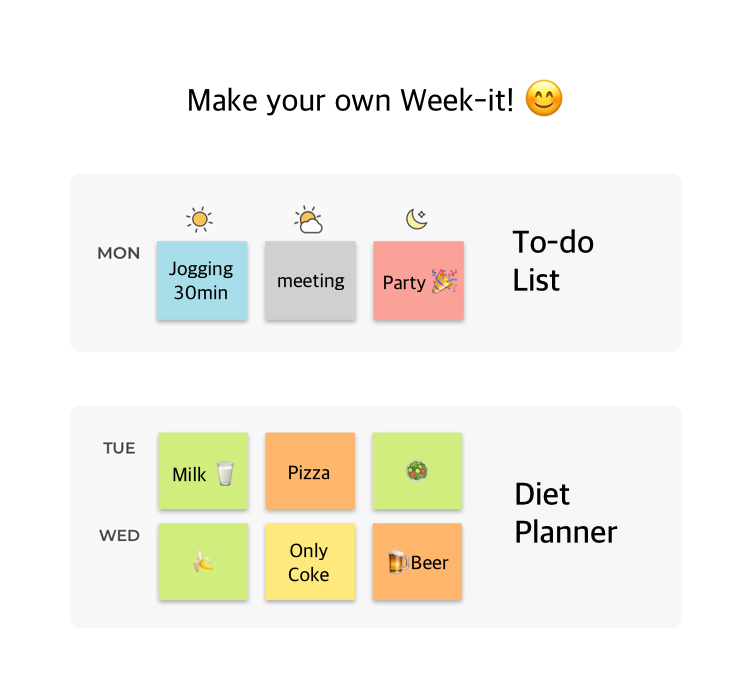 Make your own Week-it! 😊
MON
Jogging
30min
meeting
Party 🎉
To-do
List
TUE
Milk 🥛
Pizza
🥗
WED
🍌
Only
Coke
🍺Beer
Diet
Planner